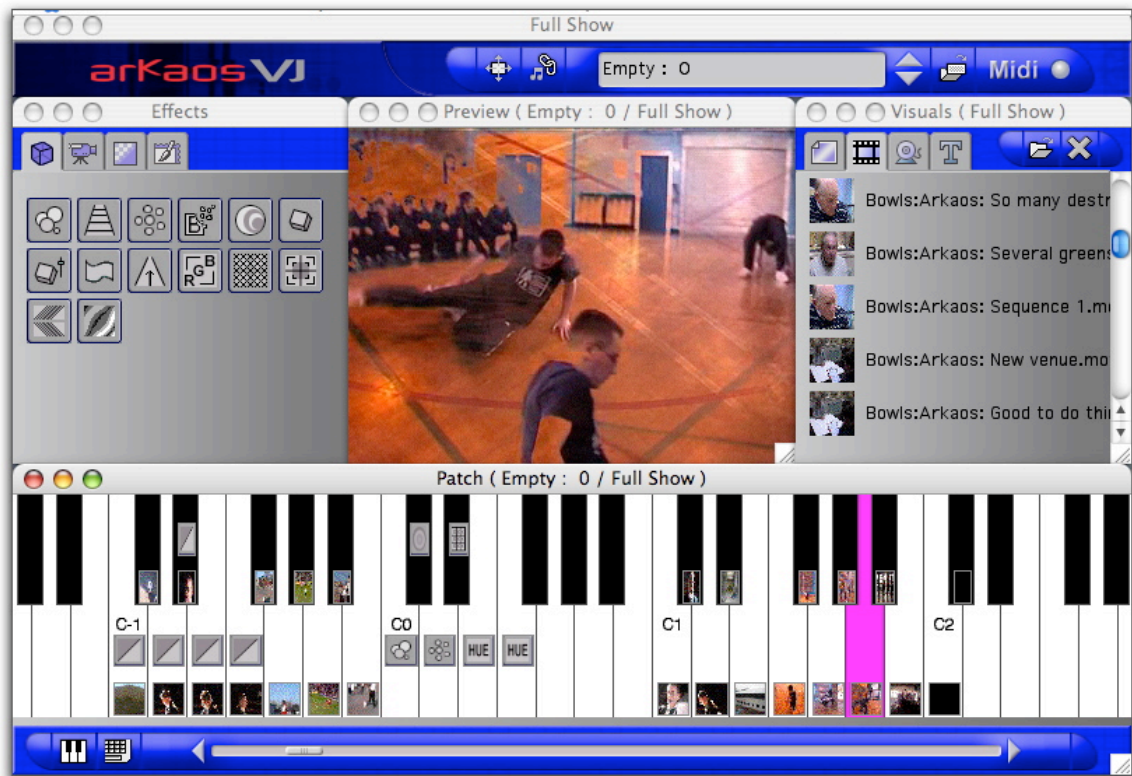 Full Show
arKaos VJ
Empty : 0
Midi
Effects
Preview ( Empty : 0 / Full Show )
Visuals ( Full Show )
T
B
R G B
Bowls:Arkaos: So many destr
Bowls:Arkaos: Several greens
Bowls:Arkaos: Sequence 1.m
Bowls:Arkaos: New venue.mo
Bowls:Arkaos: Good to do thi
Patch ( Empty : 0 / Full Show )
C-1
C0
C1
C2
HUE
HUE